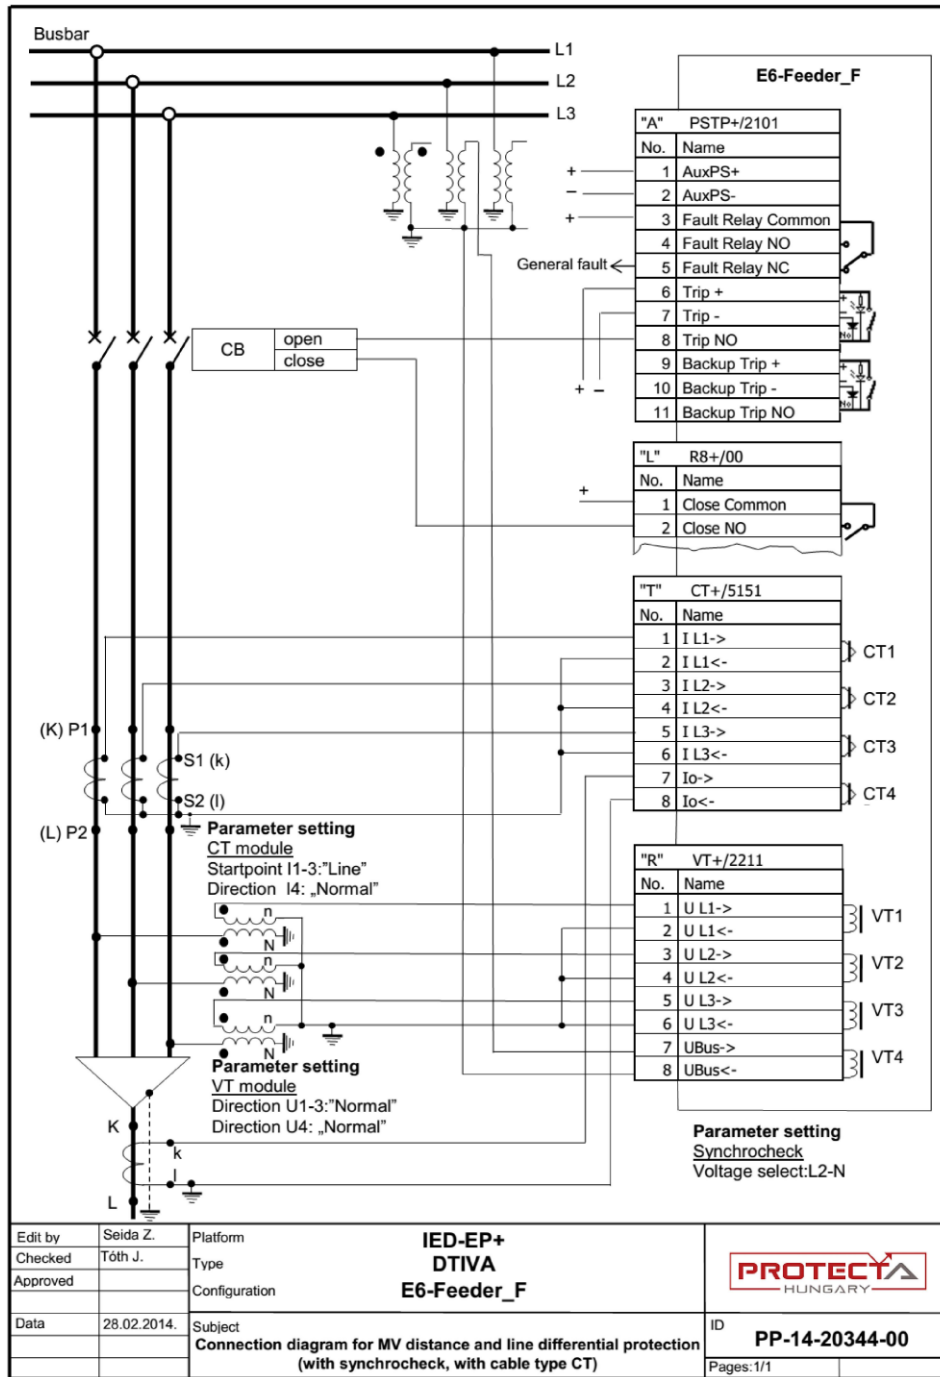 Busbar
L1
L2
L3
E6-Feeder_F
"A" PSTP+/2101
No. Name
1 AuxPS+
2 AuxPS-
3 Fault Relay Common
4 Fault Relay NO
5 Fault Relay NC
6 Trip +
7 Trip -
8 Trip NO
9 Backup Trip +
10 Backup Trip -
11 Backup Trip NO
+
−
+
General fault
+ −
CB
open
close
"L" R8+/00
No. Name
1 Close Common
2 Close NO
+
"T" CT+/5151
No. Name
1 I L1->
2 I L1<-
3 I L2->
4 I L2<-
5 I L3->
6 I L3<-
7 Io->
8 Io<-
CT1
CT2
CT3
CT4
(K) P1
S1 (k)
S2 (l)
(L) P2
Parameter setting
CT module
Startpoint I1-3:"Line"
Direction I4: „Normal"
"R" VT+/2211
No. Name
1 U L1->
2 U L1<-
3 U L2->
4 U L2<-
5 U L3->
6 U L3<-
7 UBus->
8 UBus<-
VT1
VT2
VT3
VT4
n
N
n
N
n
N
Parameter setting
VT module
Direction U1-3:"Normal"
Direction U4: „Normal"
K
k
l
L
Parameter setting
Synchrocheck
Voltage select:L2-N
Edit by Seida Z.
Checked Tóth J.
Approved
Data 28.02.2014.
Platform IED-EP+
Type DTIVA
Configuration E6-Feeder_F
Subject
Connection diagram for MV distance and line differential protection
(with synchrocheck, with cable type CT)
PROTECTA
HUNGARY
ID
PP-14-20344-00
Pages:1/1